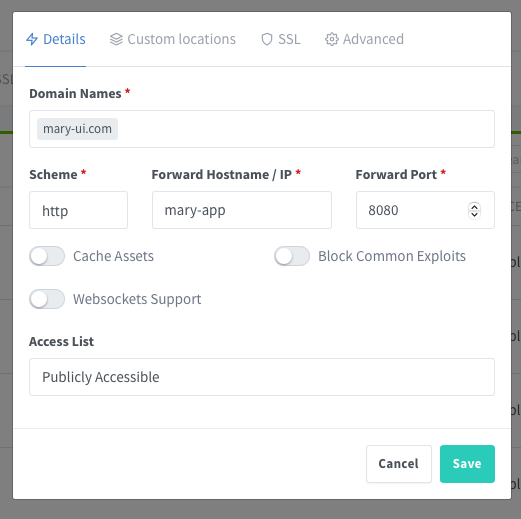 Details Custom locations SSL Advanced
Domain Names *
mary-ui.com
Scheme * Forward Hostname / IP * Forward Port *
http mary-app 8080
Cache Assets Block Common Exploits
Websockets Support
Access List
Publicly Accessible
Cancel Save